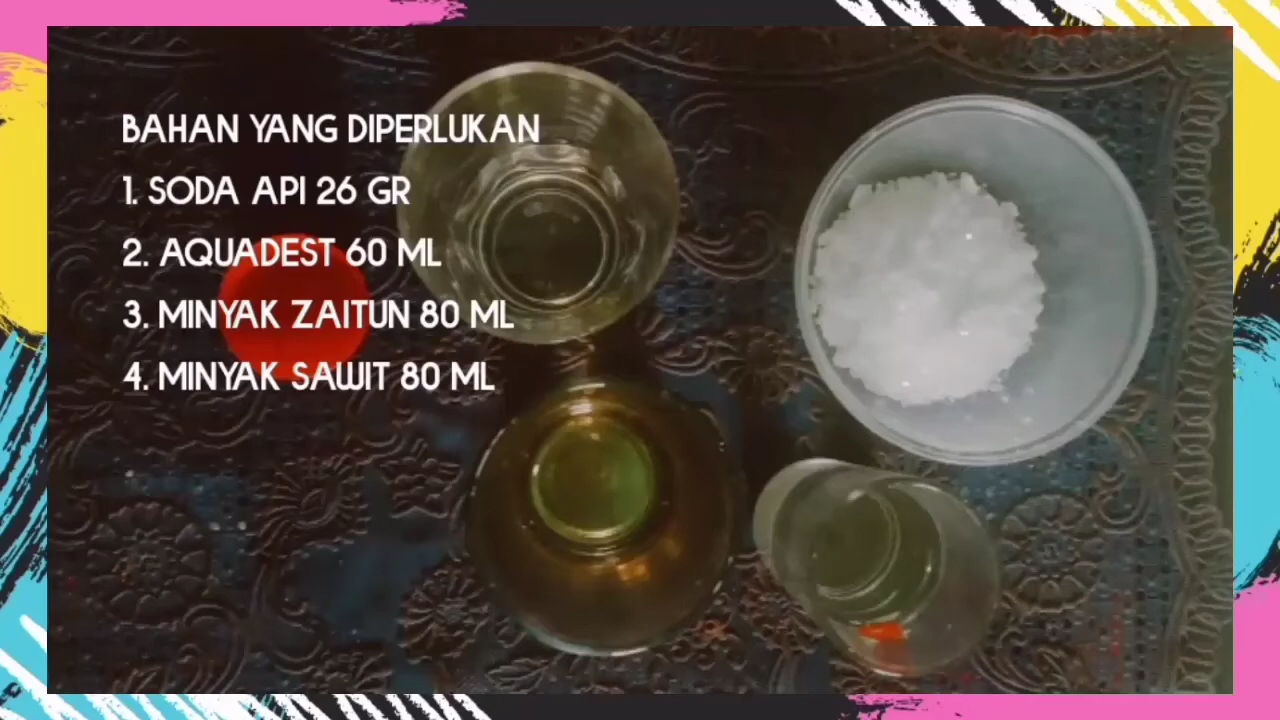 BAHAN YANG DIPERLUKAN
1. SODA API 26 GR
2. AQUADEST 60 ML
3. MINYAK ZAITUN 80 ML
4. MINYAK SAWIT 80 ML